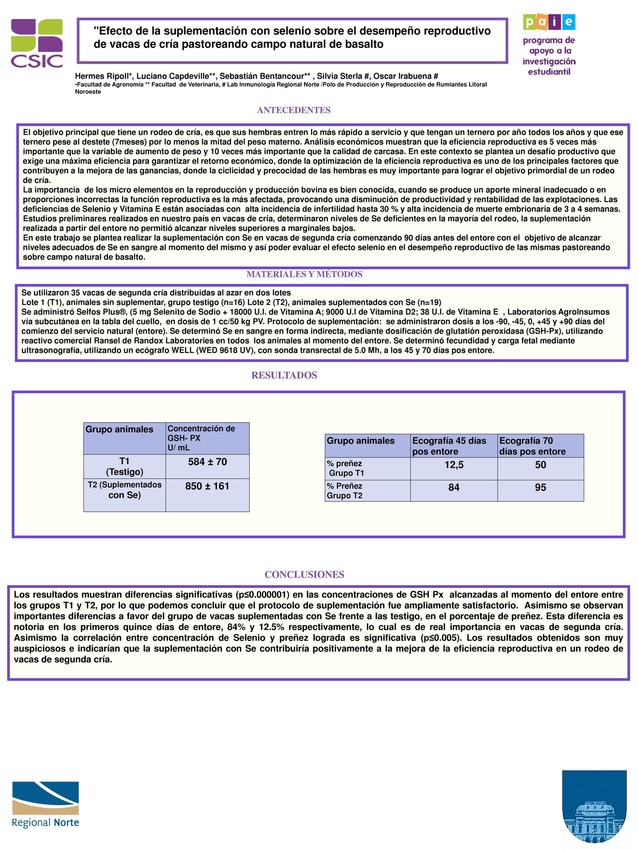 CSIC
"Efecto de la suplementación con selenio sobre el desempeño reproductivo
de vacas de cría pastoreando campo natural de basalto
paie
programa de
apoyo a la
investigación
estudiantil
Hermes Ripoll*, Luciano Capdeville**, Sebastián Bentancour** , Silvia Sterla #, Oscar Irabuena #
•Facultad de Agronomía ** Facultad de Veterinaria, # Lab Inmunología Regional Norte /Polo de Producción y Reproducción de Rumiantes Litoral
Noroeste
ANTECEDENTES
El objetivo principal que tiene un rodeo de cría, es que sus hembras entren lo más rápido a servicio y que tengan un ternero por año todos los años y que ese
ternero pese al destete (7meses) por lo menos la mitad del peso materno. Análisis económicos muestran que la eficiencia reproductiva es 5 veces más
importante que la variable de aumento de peso y 10 veces más importante que la calidad de carcasa. En este contexto se plantea un desafío productivo que
exige una máxima eficiencia para garantizar el retorno económico, donde la optimización de la eficiencia reproductiva es uno de los principales factores que
contribuyen a la mejora de las ganancias, donde la ciclicidad y precocidad de las hembras es muy importante para lograr el objetivo primordial de un rodeo
de cría.
La importancia de los micro elementos en la reproducción y producción bovina es bien conocida, cuando se produce un aporte mineral inadecuado o en
proporciones incorrectas la función reproductiva es la más afectada, provocando una disminución de productividad y rentabilidad de las explotaciones. Las
deficiencias de Selenio y Vitamina E están asociadas con alta incidencia de infertilidad hasta 30 % y alta incidencia de muerte embrionaria de 3 a 4 semanas.
Estudios preliminares realizados en nuestro país en vacas de cría, determinaron niveles de Se deficientes en la mayoría del rodeo, la suplementación
realizada a partir del entore no permitió alcanzar niveles superiores a marginales bajos.
En este trabajo se plantea realizar la suplementación con Se en vacas de segunda cría comenzando 90 días antes del entore con el objetivo de alcanzar
niveles adecuados de Se en sangre al momento del mismo y así poder evaluar el efecto selenio en el desempeño reproductivo de las mismas pastoreando
sobre campo natural de basalto.
MATERIALES Y MÉTODOS
Se utilizaron 35 vacas de segunda cría distribuidas al azar en dos lotes
Lote 1 (T1), animales sin suplementar, grupo testigo (n=16) Lote 2 (T2), animales suplementados con Se (n=19)
Se administró Selfos Plus®, (5 mg Selenito de Sodio + 18000 U.I. de Vitamina A; 9000 U.I de Vitamina D2; 38 U.I. de Vitamina E , Laboratorios AgroInsumos
vía subcutánea en la tabla del cuello, en dosis de 1 cc/50 kg PV. Protocolo de suplementación: se administraron dosis a los -90, -45, 0, +45 y +90 días del
comienzo del servicio natural (entore). Se determinó Se en sangre en forma indirecta, mediante dosificación de glutatión peroxidasa (GSH-Px), utilizando
reactivo comercial Ransel de Randox Laboratories en todos los animales al momento del entore. Se determinó fecundidad y carga fetal mediante
ultrasonografía, utilizando un ecógrafo WELL (WED 9618 UV), con sonda transrectal de 5.0 Mh, a los 45 y 70 días pos entore.
RESULTADOS
Grupo animales
Concentración de
GSH- PX
U/ mL
T1
(Testigo)
584 ± 70
T2 (Suplementados
con Se)
850 ± 161
Grupo animales
Ecografía 45 días
pos entore
Ecografía 70
días pos entore
% preñez
Grupo T1
12,5
50
% Preñez
Grupo T2
84
95
CONCLUSIONES
Los resultados muestran diferencias significativas (p≤0.000001) en las concentraciones de GSH Px alcanzadas al momento del entore entre
los grupos T1 y T2, por lo que podemos concluir que el protocolo de suplementación fue ampliamente satisfactorio. Asimismo se observan
importantes diferencias a favor del grupo de vacas suplementadas con Se frente a las testigo, en el porcentaje de preñez. Esta diferencia es
notoria en los primeros quince días de entore, 84% y 12.5% respectivamente, lo cual es de real importancia en vacas de segunda cría.
Asimismo la correlación entre concentración de Selenio y preñez lograda es significativa (p≤0.005). Los resultados obtenidos son muy
auspiciosos e indicarían que la suplementación con Se contribuiría positivamente a la mejora de la eficiencia reproductiva en un rodeo de
vacas de segunda cría.
Regional Norte